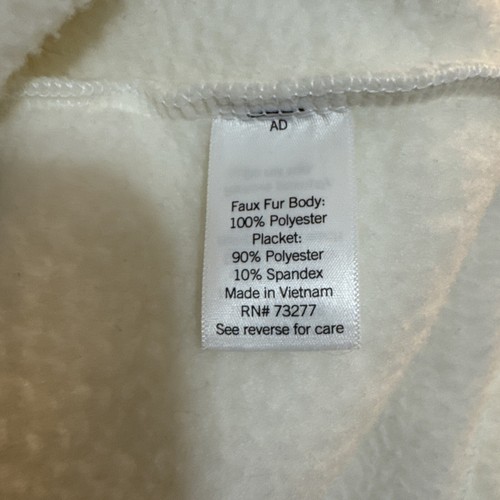 AD
Faux Fur Body:
100% Polyester
Placket:
90% Polyester
10% Spandex
Made in Vietnam
RN# 73277
See reverse for care